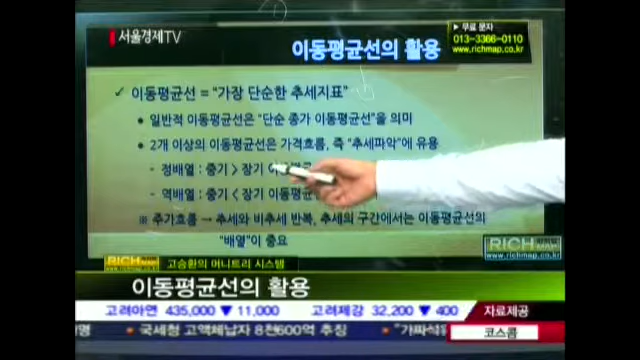 서울경제TV
이동평균선의 활용
▶ 무료 문자
013-3366-0110
www.richmap.co.kr
✓ 이동평균선 = "가장 단순한 추세지표"
● 일반적 이동평균선은 "단순 종가 이동평균선"을 의미
● 2개 이상의 이동평균선은 가격흐름, 즉 "추세파악"에 유용
- 정배열 : 중기 > 장기
- 역배열 : 중기 < 장기 이동평균
※ 주가흐름 → 추세와 비추세 반복, 추세의 구간에서는 이동평균선의
"배열"이 중요
RICH
RICH MAP
www.richmap.co.kr
고승환의 머니트리 시스템
이동평균선의 활용
고려아연 435,000 ▼ 11,000 고려제강 32,200 ▼ 400 자료제공
명 국세청 고액체납자 8천600억 추징 "가짜석 코스콤